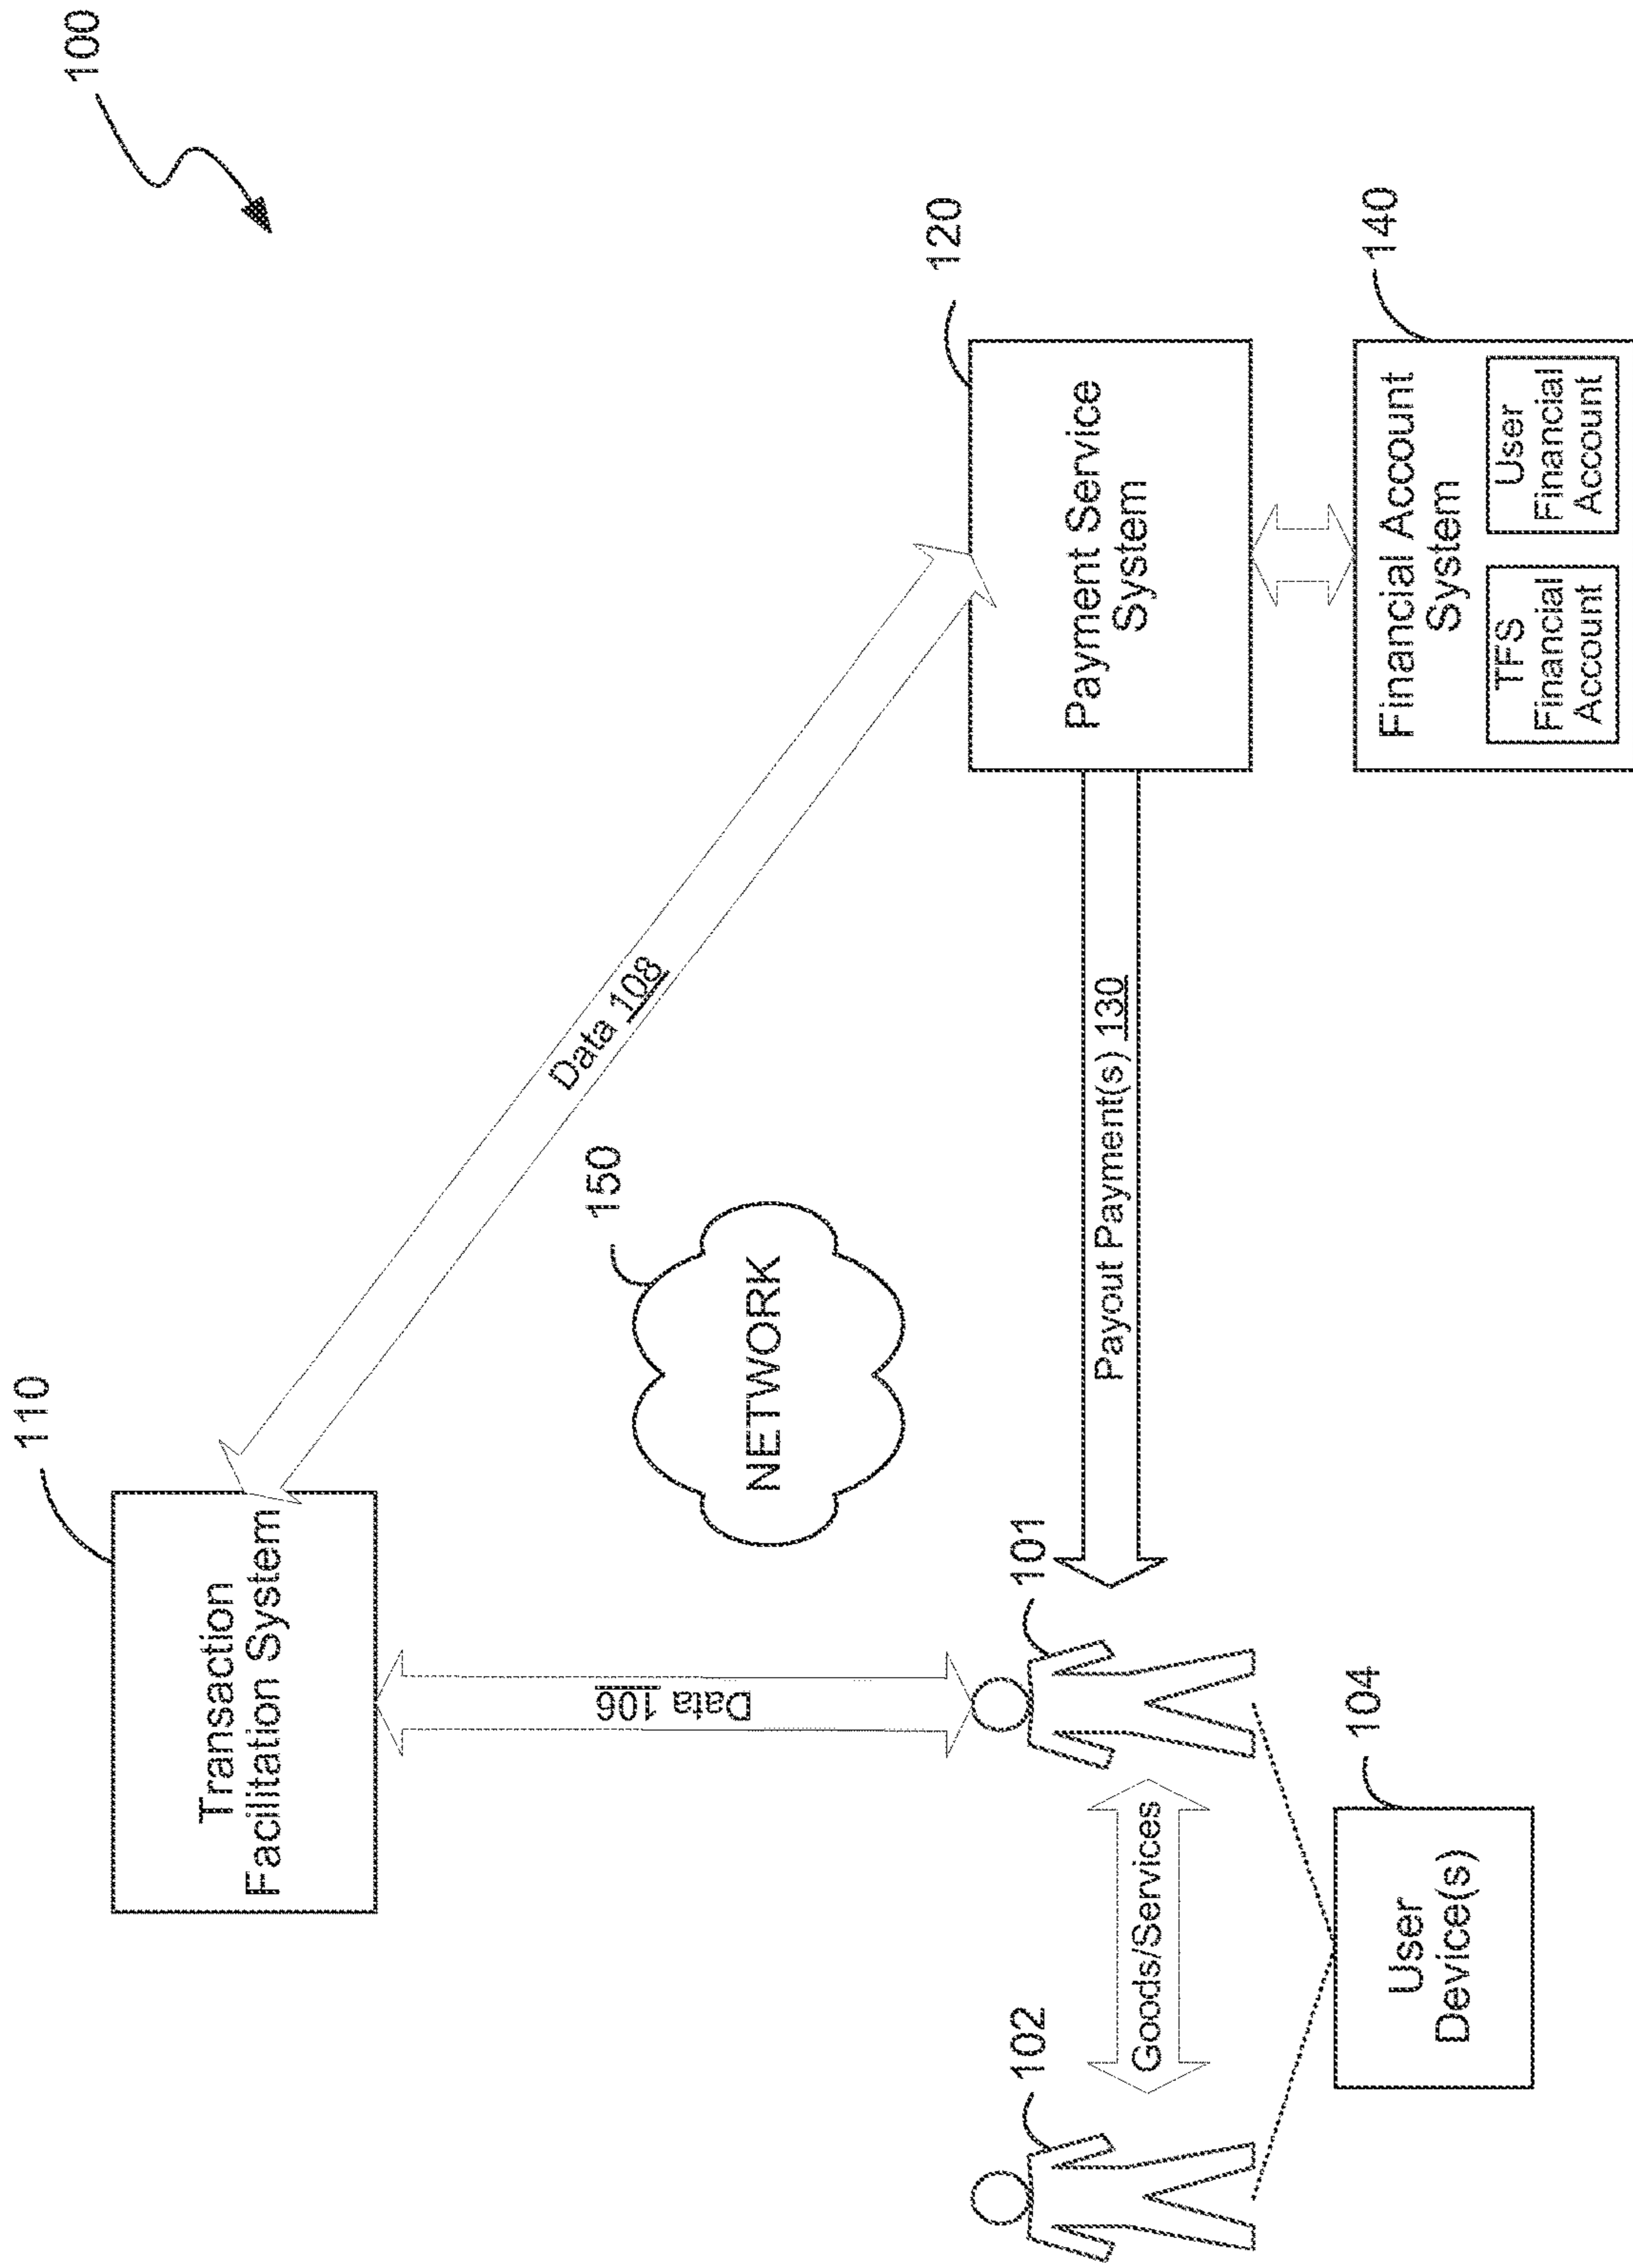 100
110
Transaction
Facilitation System
Data 108
150
NETWORK
Data 106
120
Payment Service
System
Payout Payment(s) 130
102
101
Goods/Services
140
Financial Account
System
TFS
Financial
Account
User
Financial
Account
104
User
Device(s)